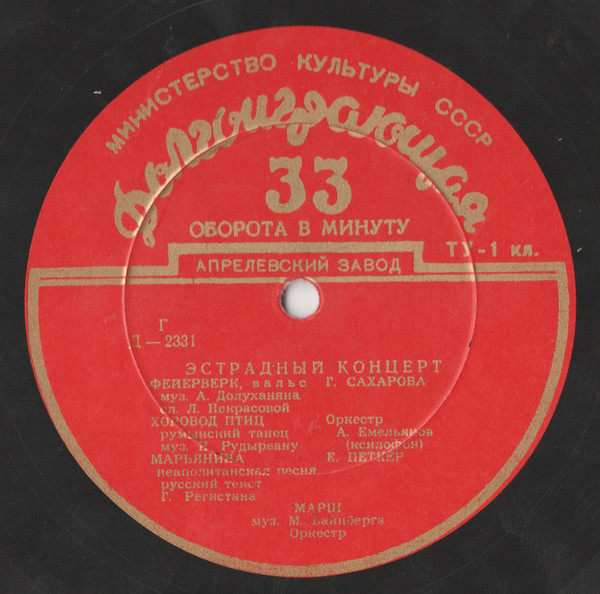 МИНИСТЕРСТВО КУЛЬТУРЫ СССР
Долгоиграющая
33
ОБОРОТА В МИНУТУ
ТУ-1 кл.
АПРЕЛЕВСКИЙ ЗАВОД
Г
Д—2331
ЭСТРАДНЫЙ КОНЦЕРТ
ФЕЙЕРВЕРК, вальс Г. САХАРОВА
муз. А. Долуханяна
сл. Л. Некрасовой
ХОРОВОД ПТИЦ Оркестр
румынский танец А. Емельянов
муз. И. Рудыреану (ксилофон)
МАРЬЯНИНА Е. ПЕТКЕР
неаполитанская песня
русский текст
Г. Регистана
МАРШ
муз. М. Вайнберга
Оркестр